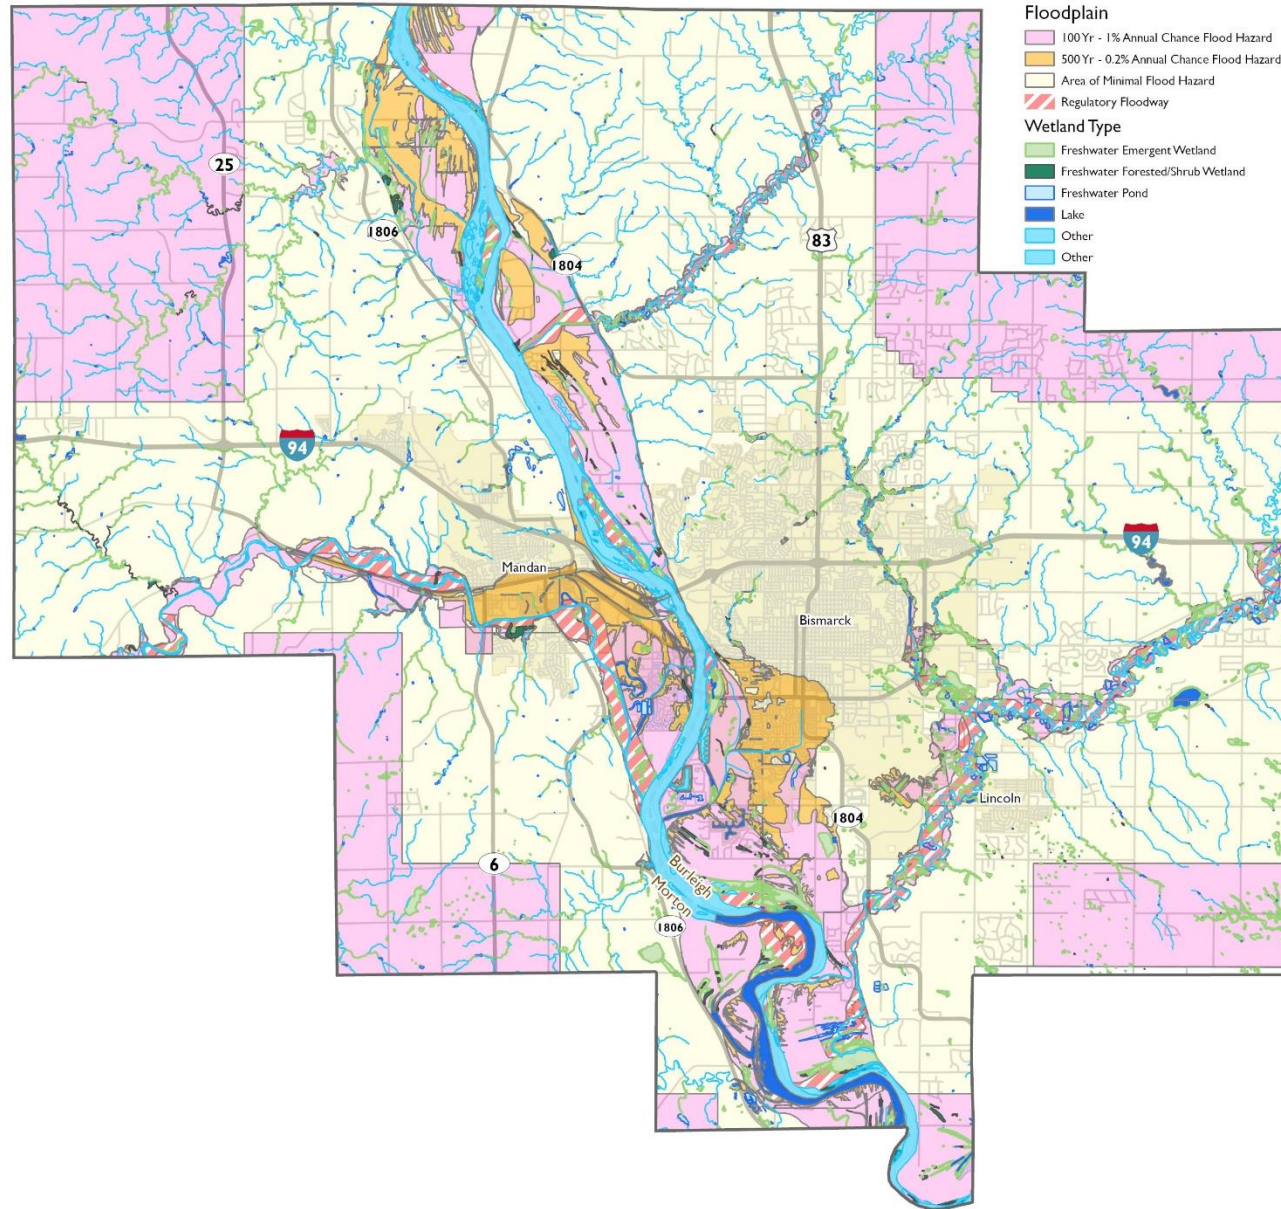 Floodplain
100 Yr - 1% Annual Chance Flood Hazard
500 Yr - 0.2% Annual Chance Flood Hazard
Area of Minimal Flood Hazard
Regulatory Floodway
Wetland Type
Freshwater Emergent Wetland
Freshwater Forested/Shrub Wetland
Freshwater Pond
Lake
Other
Other
25
1806
83
1804
94
94
Mandan
Bismarck
Lincoln
1804
6
Burleigh
Morton
1806